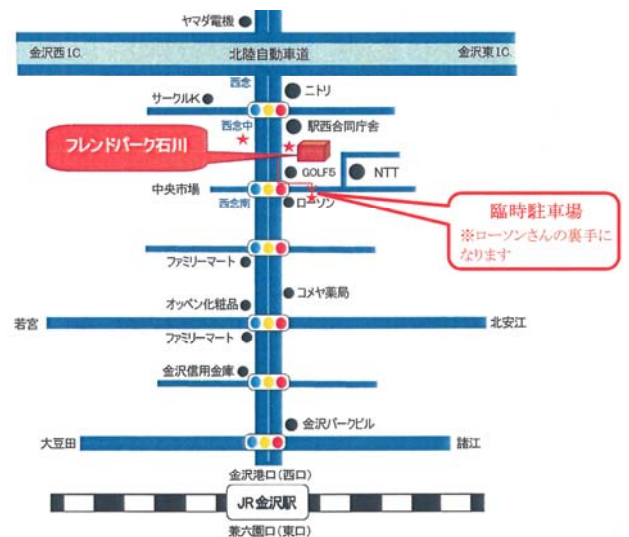 ヤマダ電機
金沢西IC.
北陸自動車道
金沢東IC.
西念
ニトリ
サークルK
西念中
駅西合同庁舎
フレンドパーク石川
GOLF5
NTT
中央市場
西念南
ローソン
臨時駐車場
※ローソンさんの裏手に
なります
ファミリーマート
コメヤ薬局
オッペン化粧品
若宮
北安江
ファミリーマート
金沢信用金庫
金沢パークビル
大豆田
諸江
金沢港口(西口)
JR金沢駅
兼六園口(東口)